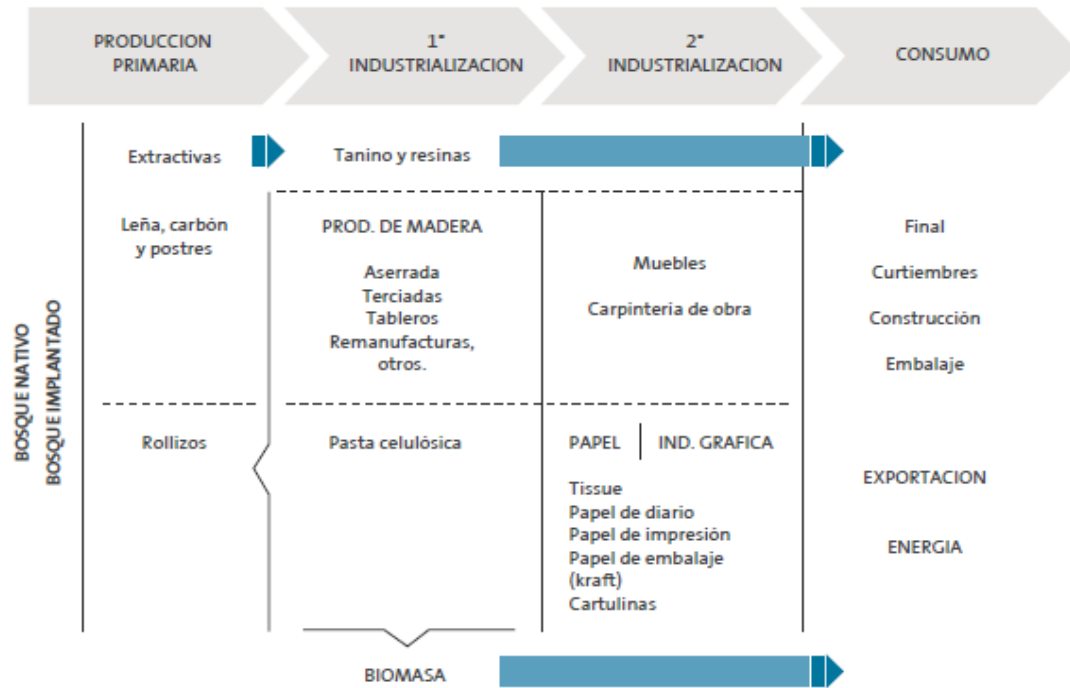 PRODUCCION
PRIMARIA
1°
INDUSTRIALIZACION
2°
INDUSTRIALIZACION
CONSUMO
BOSQUE NATIVO
BOSQUE IMPLANTADO
Extractivas
Tanino y resinas
Leña, carbón
y postres
PROD. DE MADERA
Aserrada
Terciadas
Tableros
Remanufacturas,
otros.
Muebles
Carpinteria de obra
Final
Curtiembres
Construcción
Embalaje
Rollizos
Pasta celulósica
PAPEL
IND. GRAFICA
Tissue
Papel de diario
Papel de impresión
Papel de embalaje
(kraft)
Cartulinas
EXPORTACION
ENERGIA
BIOMASA